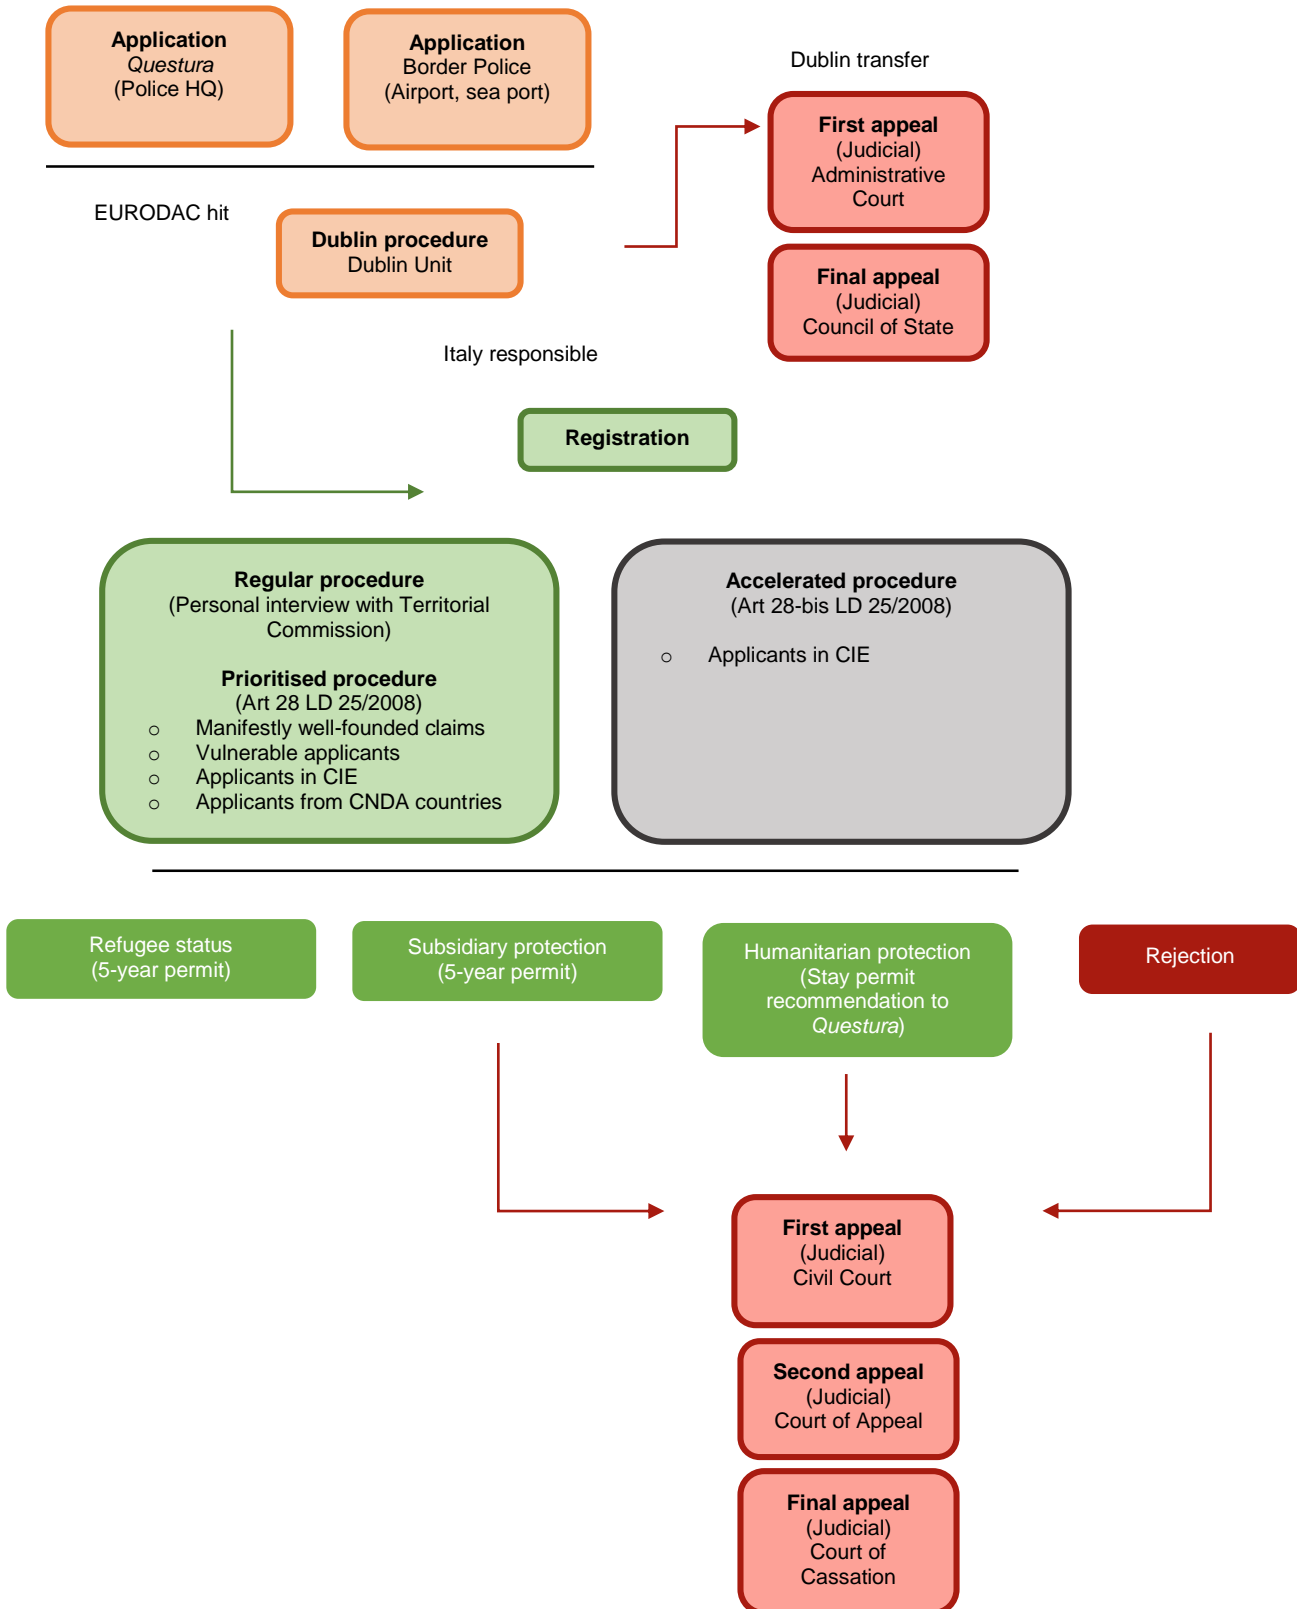 Application
Questura
(Police HQ)
Application
Border Police
(Airport, sea port)
Dublin transfer
First appeal
(Judicial)
Administrative
Court
EURODAC hit
Dublin procedure
Dublin Unit
Final appeal
(Judicial)
Council of State
Italy responsible
Registration
Regular procedure
(Personal interview with Territorial
Commission)
Prioritised procedure
(Art 28 LD 25/2008)
o Manifestly well-founded claims
o Vulnerable applicants
o Applicants in CIE
o Applicants from CNDA countries
Accelerated procedure
(Art 28-bis LD 25/2008)
o Applicants in CIE
Refugee status
(5-year permit)
Subsidiary protection
(5-year permit)
Humanitarian protection
(Stay permit
recommendation to
Questura)
Rejection
First appeal
(Judicial)
Civil Court
Second appeal
(Judicial)
Court of Appeal
Final appeal
(Judicial)
Court of
Cassation